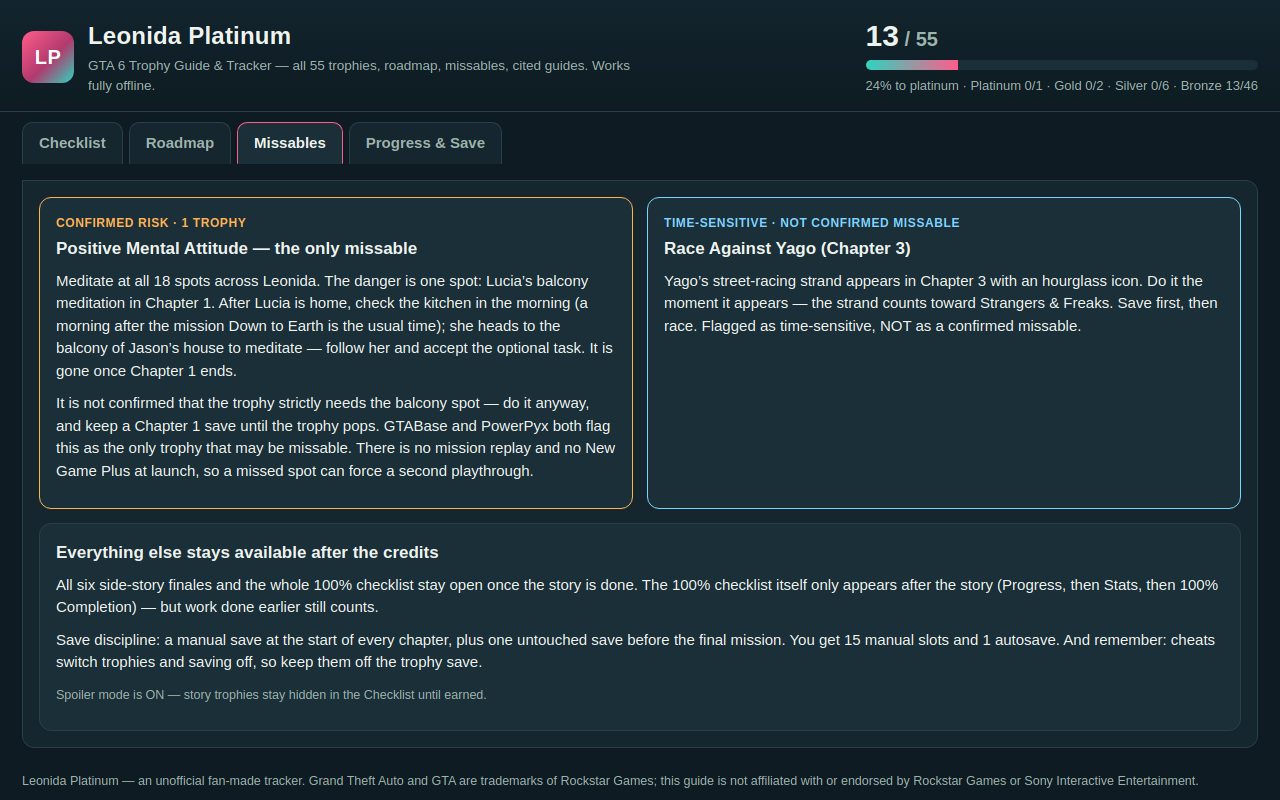 LP
Leonida Platinum
GTA 6 Trophy Guide & Tracker — all 55 trophies, roadmap, missables, cited guides. Works
fully offline.
13 / 55
24% to platinum · Platinum 0/1 · Gold 0/2 · Silver 0/6 · Bronze 13/46
Checklist
Roadmap
Missables
Progress & Save
CONFIRMED RISK · 1 TROPHY
Positive Mental Attitude — the only missable
Meditate at all 18 spots across Leonida. The danger is one spot: Lucia’s balcony
meditation in Chapter 1. After Lucia is home, check the kitchen in the morning (a
morning after the mission Down to Earth is the usual time); she heads to the
balcony of Jason’s house to meditate — follow her and accept the optional task. It is
gone once Chapter 1 ends.
It is not confirmed that the trophy strictly needs the balcony spot — do it anyway,
and keep a Chapter 1 save until the trophy pops. GTABase and PowerPyx both flag
this as the only trophy that may be missable. There is no mission replay and no New
Game Plus at launch, so a missed spot can force a second playthrough.
TIME-SENSITIVE · NOT CONFIRMED MISSABLE
Race Against Yago (Chapter 3)
Yago’s street-racing strand appears in Chapter 3 with an hourglass icon. Do it the
moment it appears — the strand counts toward Strangers & Freaks. Save first, then
race. Flagged as time-sensitive, NOT as a confirmed missable.
Everything else stays available after the credits
All six side-story finales and the whole 100% checklist stay open once the story is done. The 100% checklist itself only appears after the story (Progress, then Stats, then 100%
Completion) — but work done earlier still counts.
Save discipline: a manual save at the start of every chapter, plus one untouched save before the final mission. You get 15 manual slots and 1 autosave. And remember: cheats
switch trophies and saving off, so keep them off the trophy save.
Spoiler mode is ON — story trophies stay hidden in the Checklist until earned.
Leonida Platinum — an unofficial fan-made tracker. Grand Theft Auto and GTA are trademarks of Rockstar Games; this guide is not affiliated with or endorsed by Rockstar Games or Sony Interactive Entertainment.